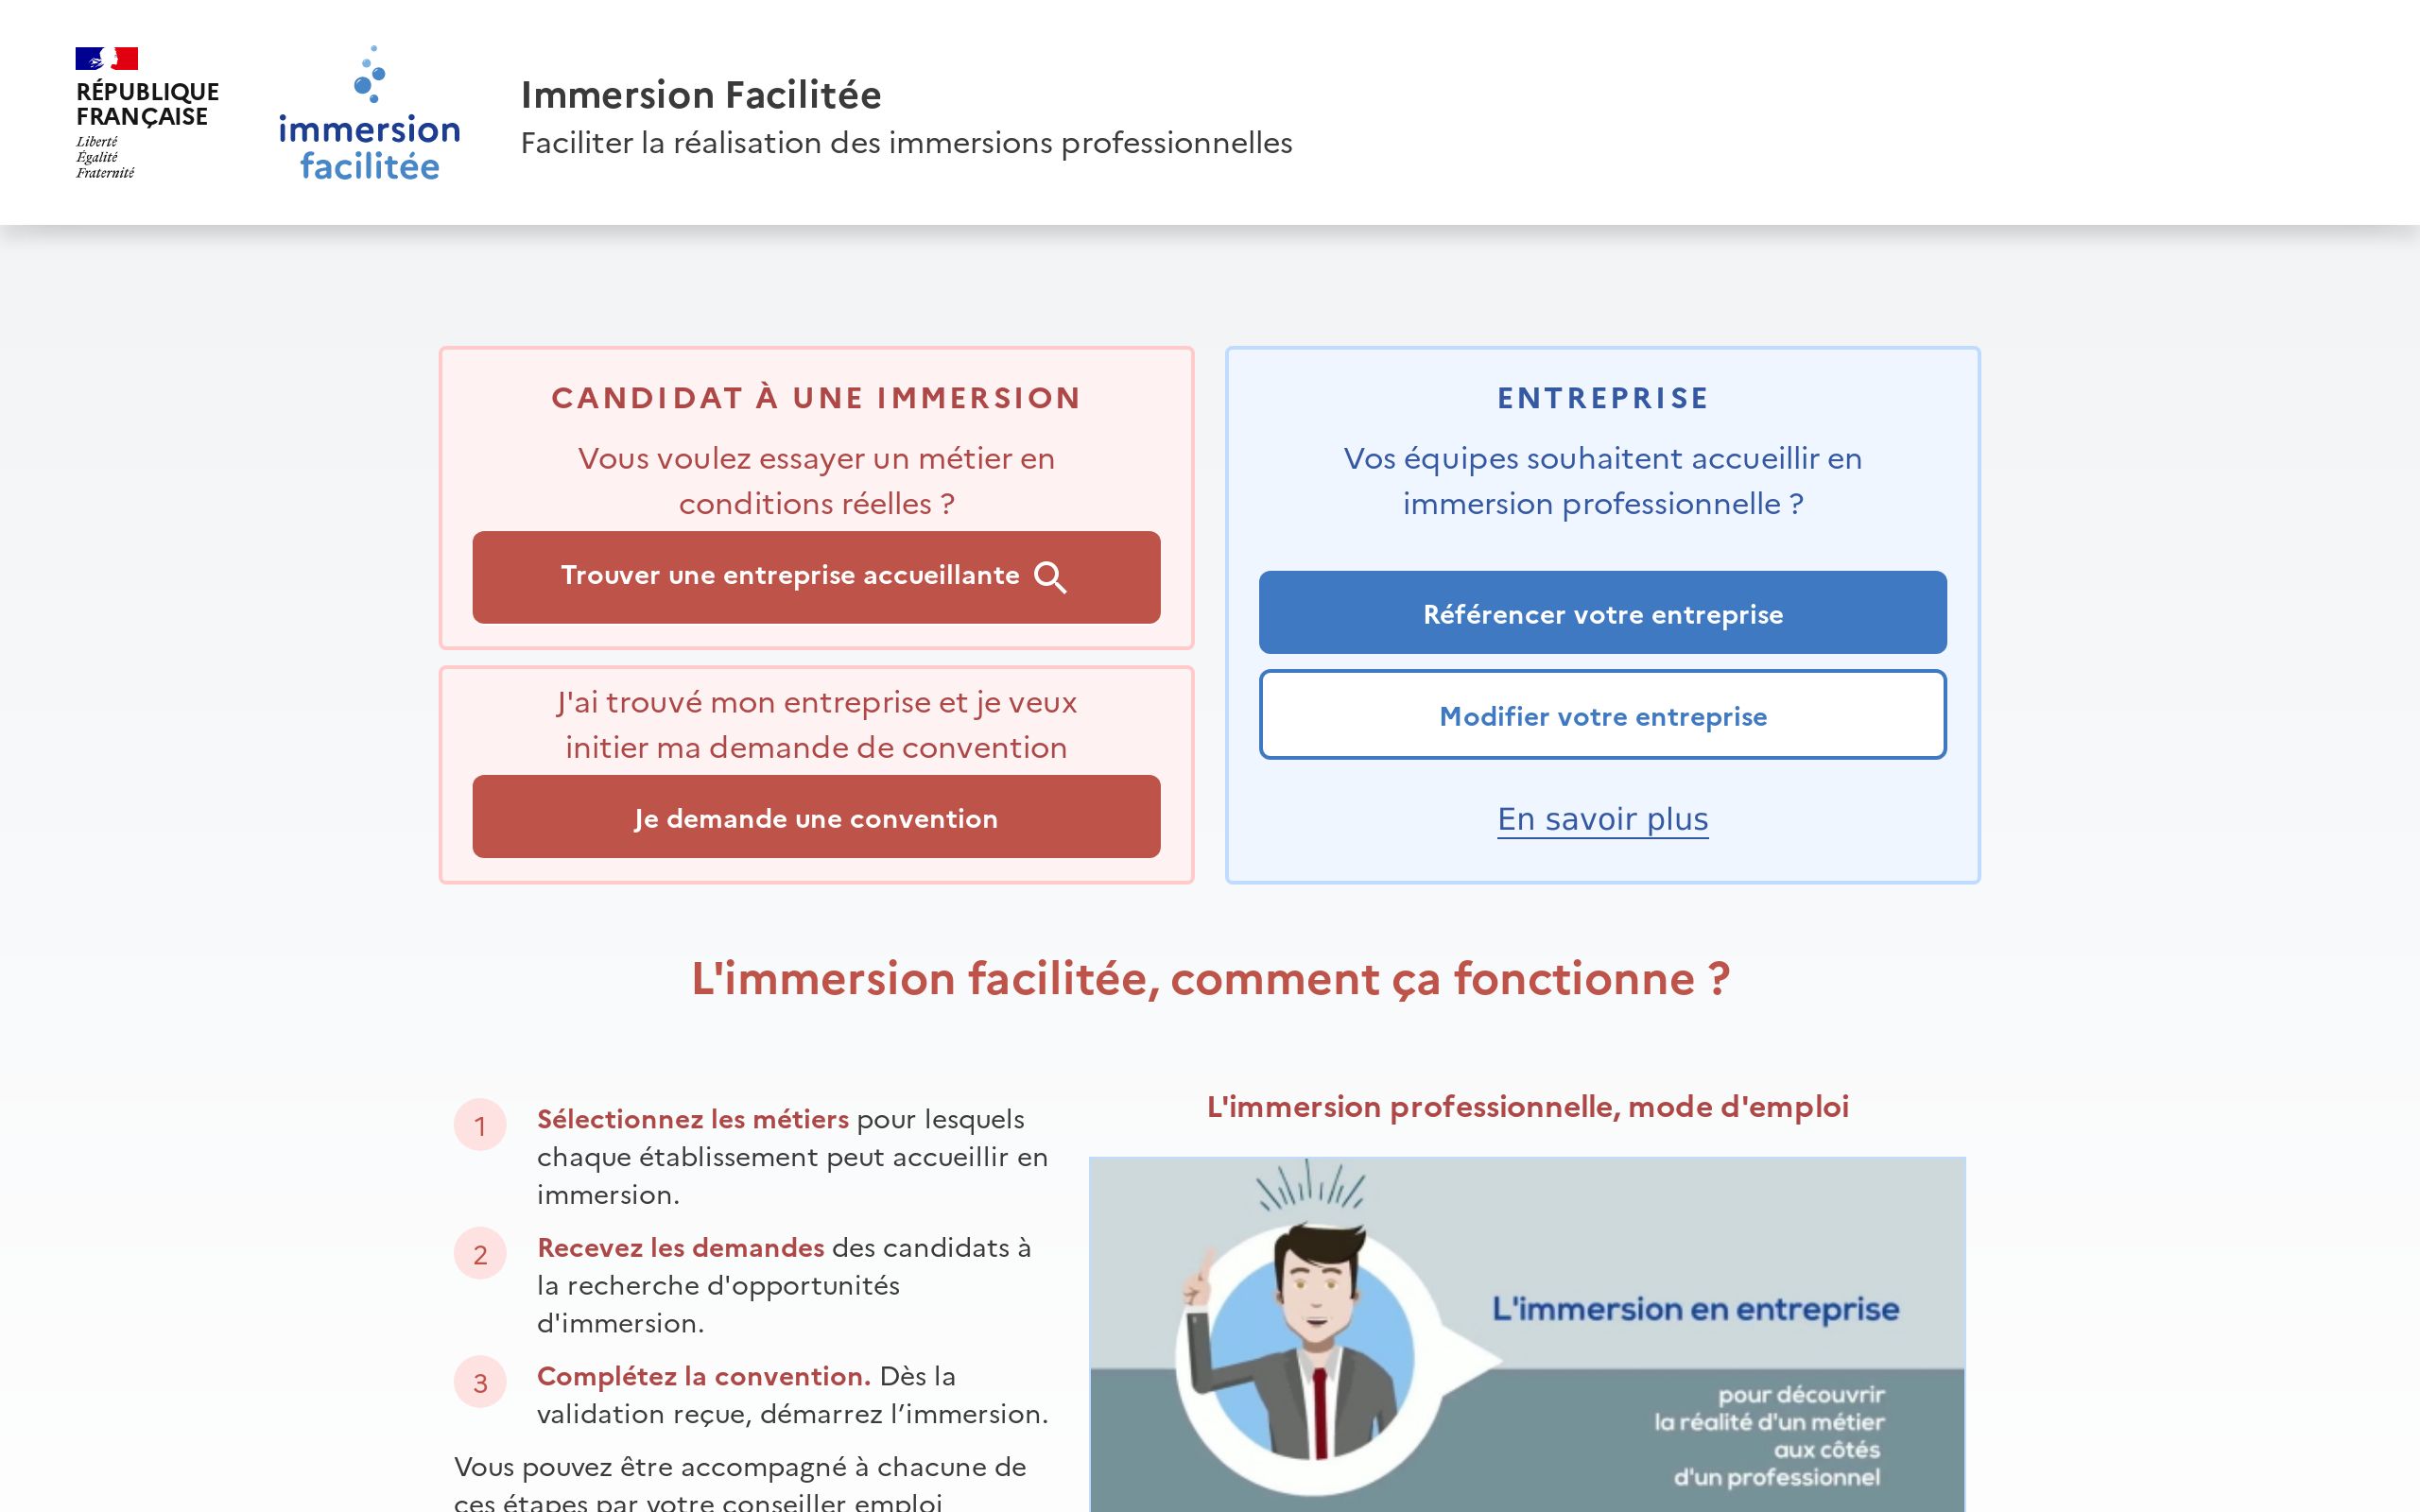 RÉPUBLIQUE
FRANÇAISE
Liberté
Égalité
Fraternité
immersion
facilitée
Immersion Facilitée
Faciliter la réalisation des immersions professionnelles
CANDIDAT À UNE IMMERSION
Vous voulez essayer un métier en
conditions réelles ?
Trouver une entreprise accueillante
J'ai trouvé mon entreprise et je veux
initier ma demande de convention
Je demande une convention
ENTREPRISE
Vos équipes souhaitent accueillir en
immersion professionnelle ?
Référencer votre entreprise
Modifier votre entreprise
En savoir plus
L'immersion facilitée, comment ça fonctionne ?
1 Sélectionnez les métiers pour lesquels
chaque établissement peut accueillir en
immersion.
2 Recevez les demandes des candidats à
la recherche d'opportunités
d'immersion.
3 Complétez la convention. Dès la
validation reçue, démarrez l’immersion.
Vous pouvez être accompagné à chacune de
ces étapes par votre conseiller emploi
L'immersion professionnelle, mode d'emploi
L'immersion en entreprise
pour découvrir
la réalité d'un métier
aux côtés
d'un professionnel